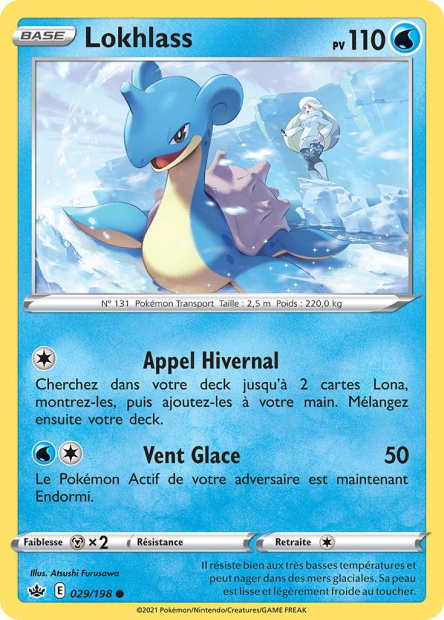 BASE Lokhlass PV 110
N° 131 Pokémon Transport Taille : 2,5 m Poids : 220,0 kg
Appel Hivernal
Cherchez dans votre deck jusqu'à 2 cartes Lona,
montrez-les, puis ajoutez-les à votre main. Mélangez
ensuite votre deck.
Vent Glace 50
Le Pokémon Actif de votre adversaire est maintenant
Endormi.
Faiblesse ×2 Résistance Retraite
Illus. Atsushi Furusawa
E 029/198
Il résiste bien aux très basses températures et
peut nager dans des mers glaciales. Sa peau
est lisse et légèrement froide au toucher.
©2021 Pokémon/Nintendo/Creatures/GAME FREAK